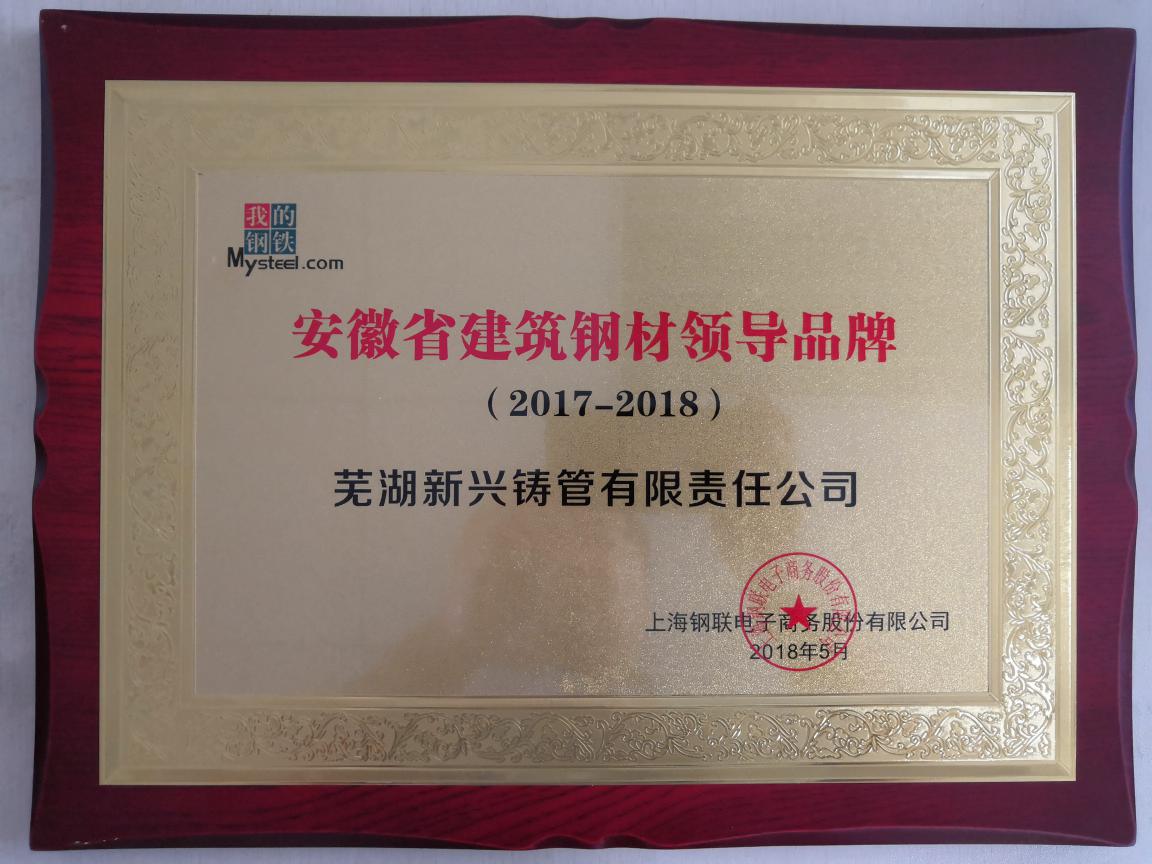 我的
钢铁
Mysteel.com
安徽省建筑钢材领导品牌
（2017-2018）
芜湖新兴铸管有限责任公司
上海钢联电子商务股份有限公司
2018年5月